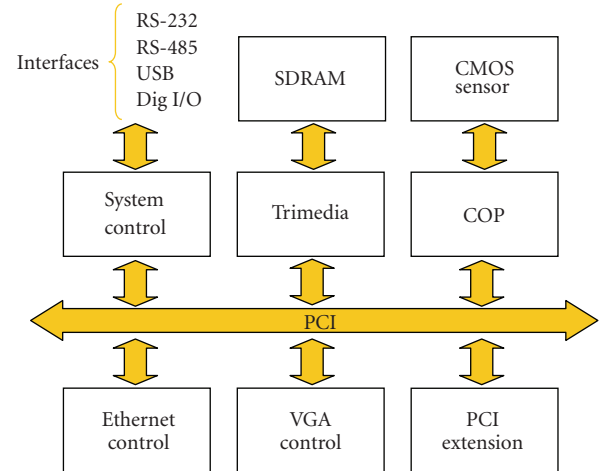 Interfaces
RS-232
RS-485
USB
Dig I/O
SDRAM
CMOS
sensor
System
control
Trimedia
COP
PCI
Ethernet
control
VGA
control
PCI
extension